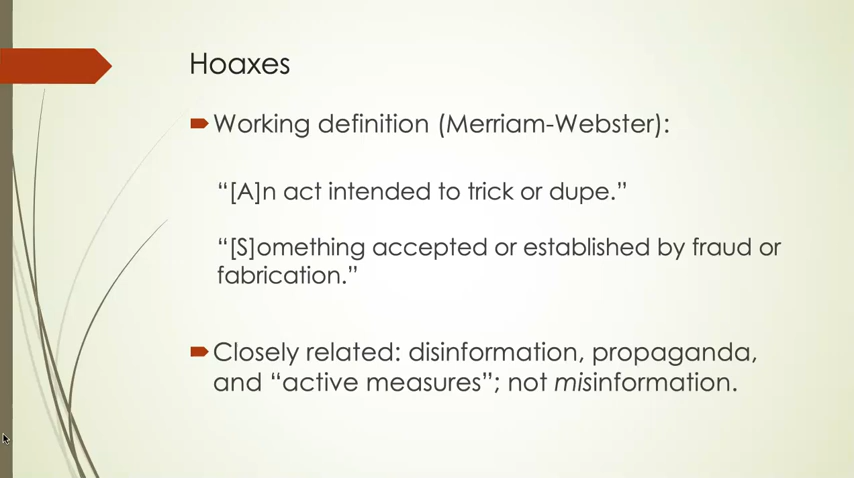 Hoaxes
Working definition (Merriam-Webster):
“[A]n act intended to trick or dupe.”
“[S]omething accepted or established by fraud or
fabrication.”
Closely related: disinformation, propaganda,
and “active measures”; not misinformation.